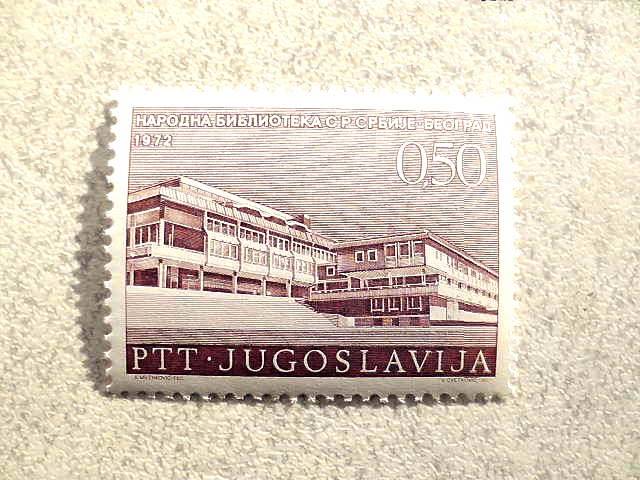 НАРОДНА·БИБЛИОТЕКА·С·Р·СРБИЈЕ·БЕОГРАД
1972
0,50
PTT · JUGOSLAVIJA